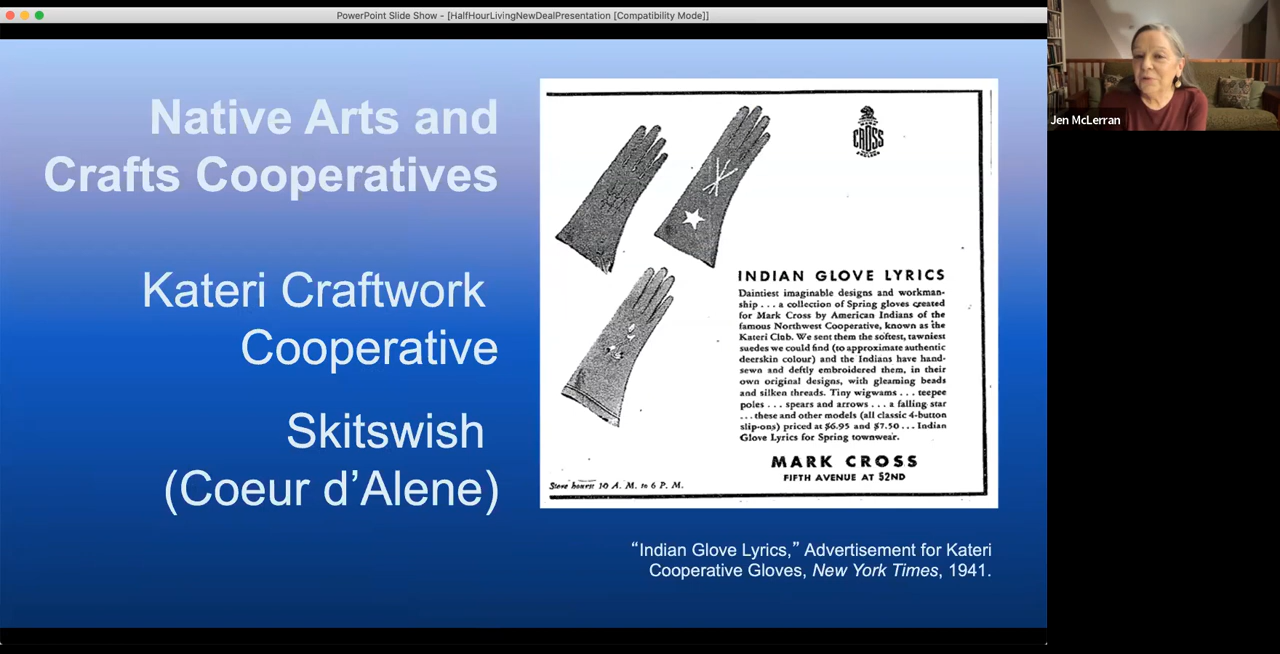 PowerPoint Slide Show - [HalfHourLivingNewDealPresentation [Compatibility Mode]]
Native Arts and
Crafts Cooperatives
Kateri Craftwork
Cooperative
Skitswish
(Coeur d’Alene)
CROSS
INDIAN GLOVE LYRICS
Daintiest imaginable designs and workman-
ship . . . a collection of Spring gloves created
for Mark Cross by American Indians of the
famous Northwest Cooperative, known as the
Kateri Club. We sent them the softest, tawniest
suedes we could find (to approximate authentic
deerskin colour) and the Indians have hand-
sewn and deftly embroidered them, in their
own original designs, with gleaming beads
and silken threads. Tiny wigwams . . . teepee
poles . . . spears and arrows . . . a falling star
. . . these and other models (all classic 4-button
slip-ons) priced at $6.95 and $7.50 . . . Indian
Glove Lyrics for Spring townwear.
MARK CROSS
FIFTH AVENUE AT 52ND
Store hours: 10 A. M. to 6 P. M.
“Indian Glove Lyrics,” Advertisement for Kateri
Cooperative Gloves, New York Times, 1941.
Jen McLerran